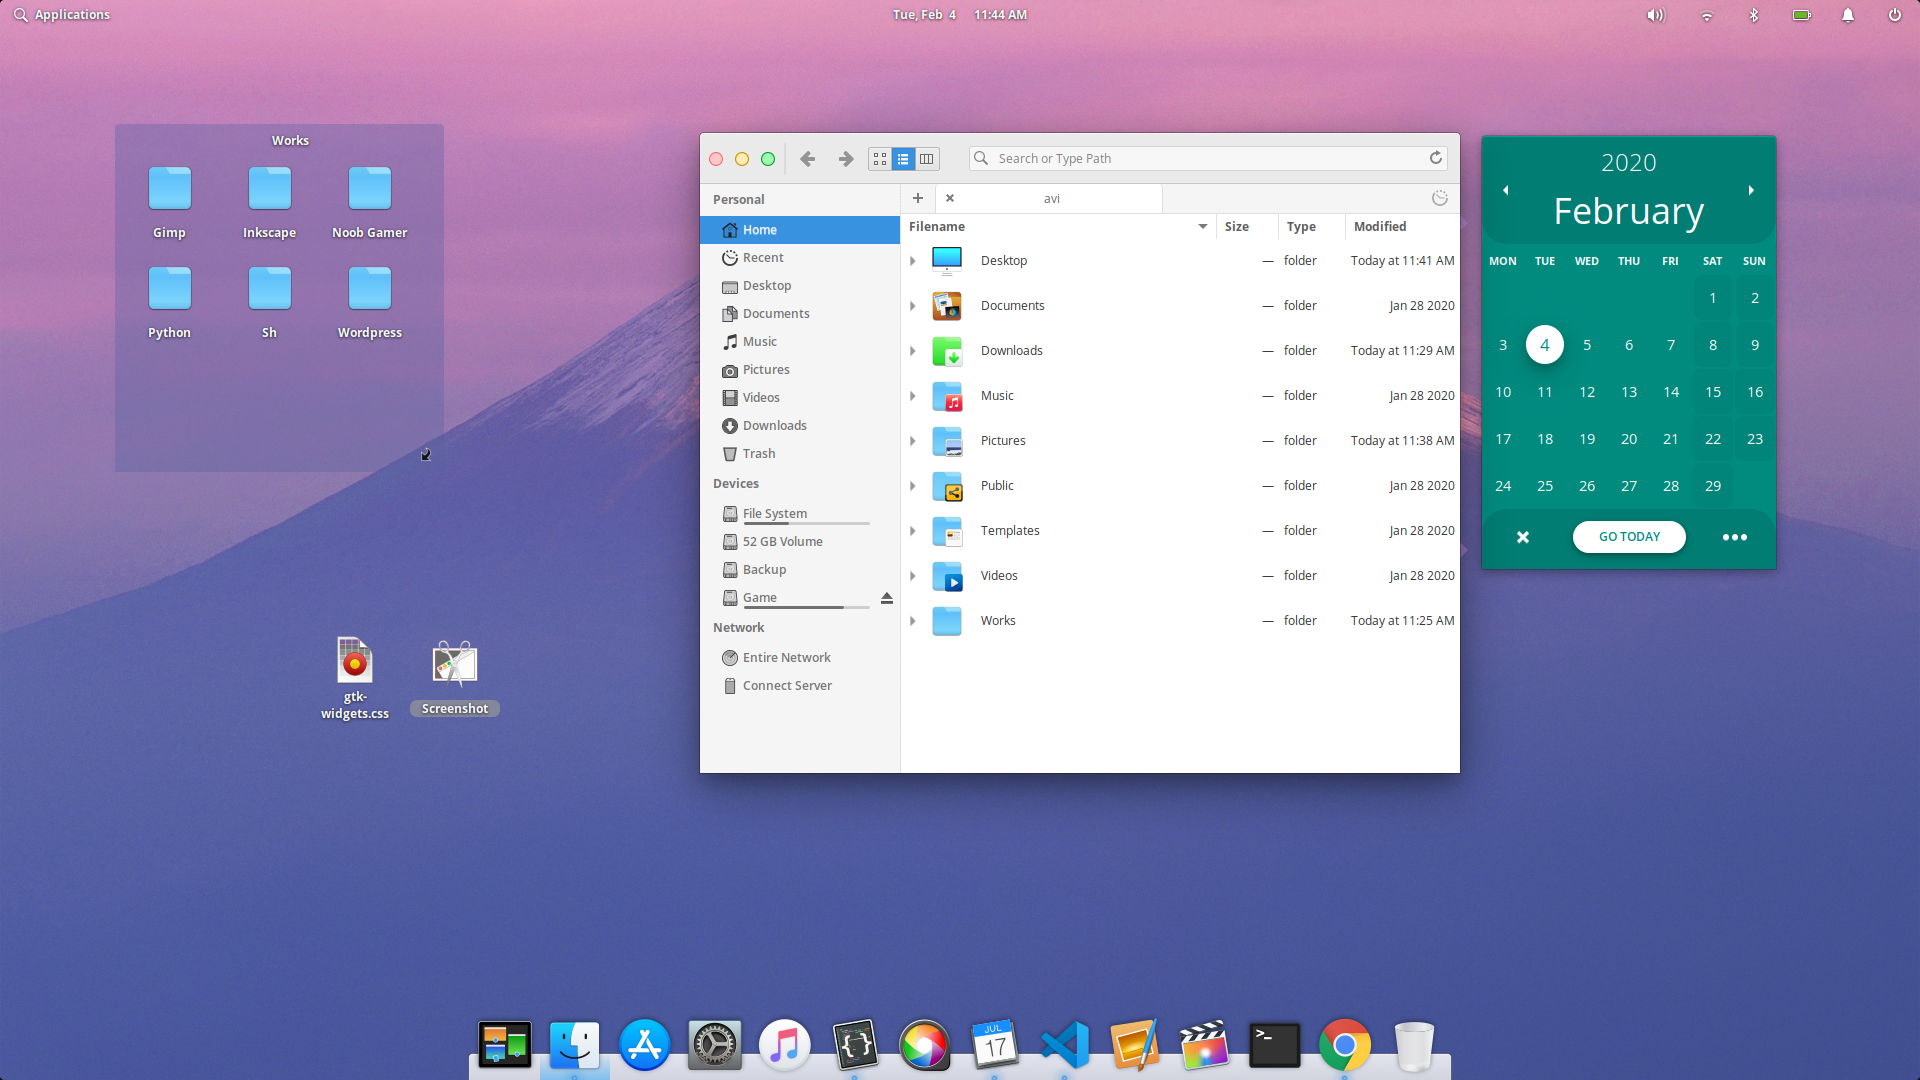 Applications
Tue, Feb 4 11:44 AM
Works
Gimp Inkscape Noob Gamer
Python Sh Wordpress
gtk-
widgets.css
Screenshot
Search or Type Path
Personal
Home
Recent
Desktop
Documents
Music
Pictures
Videos
Downloads
Trash
Devices
File System
52 GB Volume
Backup
Game
Network
Entire Network
Connect Server
avi
Filename Size Type Modified
Desktop — folder Today at 11:41 AM
Documents — folder Jan 28 2020
Downloads — folder Today at 11:29 AM
Music — folder Jan 28 2020
Pictures — folder Today at 11:38 AM
Public — folder Jan 28 2020
Templates — folder Jan 28 2020
Videos — folder Jan 28 2020
Works — folder Today at 11:25 AM
2020
February
MON TUE WED THU FRI SAT SUN
1 2
3 4 5 6 7 8 9
10 11 12 13 14 15 16
17 18 19 20 21 22 23
24 25 26 27 28 29
GO TODAY
{}
JUL
17
>_